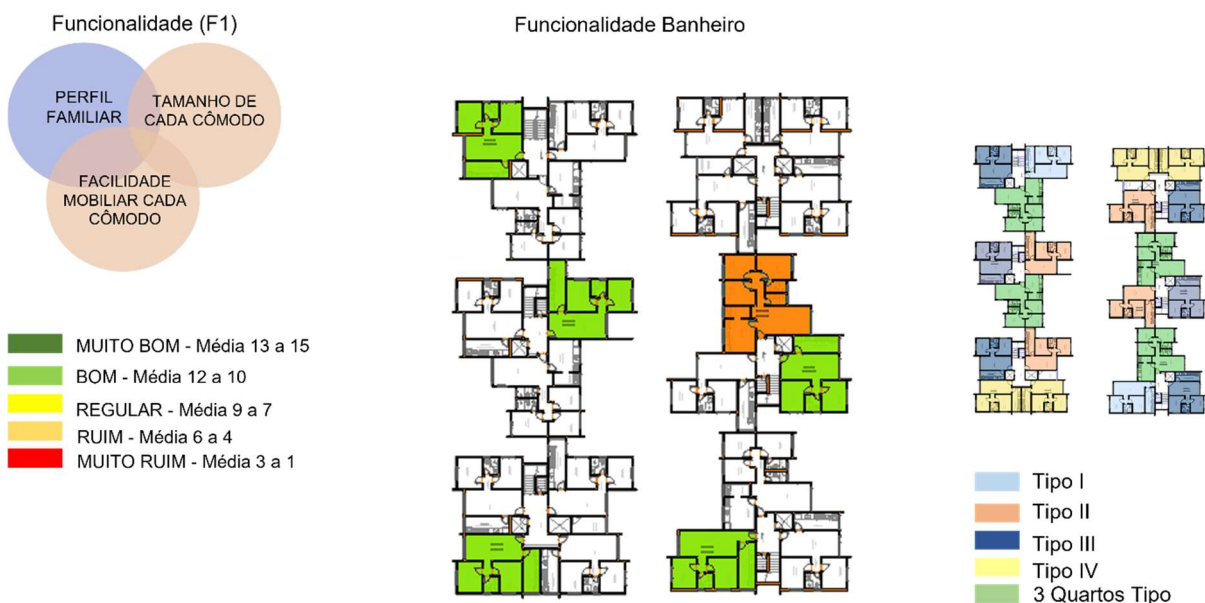 Funcionalidade (F1)
PERFIL
FAMILIAR
TAMANHO DE
CADA CÔMODO
FACILIDADE
MOBILIAR CADA
CÔMODO
MUITO BOM - Média 13 a 15
BOM - Média 12 a 10
REGULAR - Média 9 a 7
RUIM - Média 6 a 4
MUITO RUIM - Média 3 a 1
Funcionalidade Banheiro
Tipo I
Tipo II
Tipo III
Tipo IV
3 Quartos Tipo